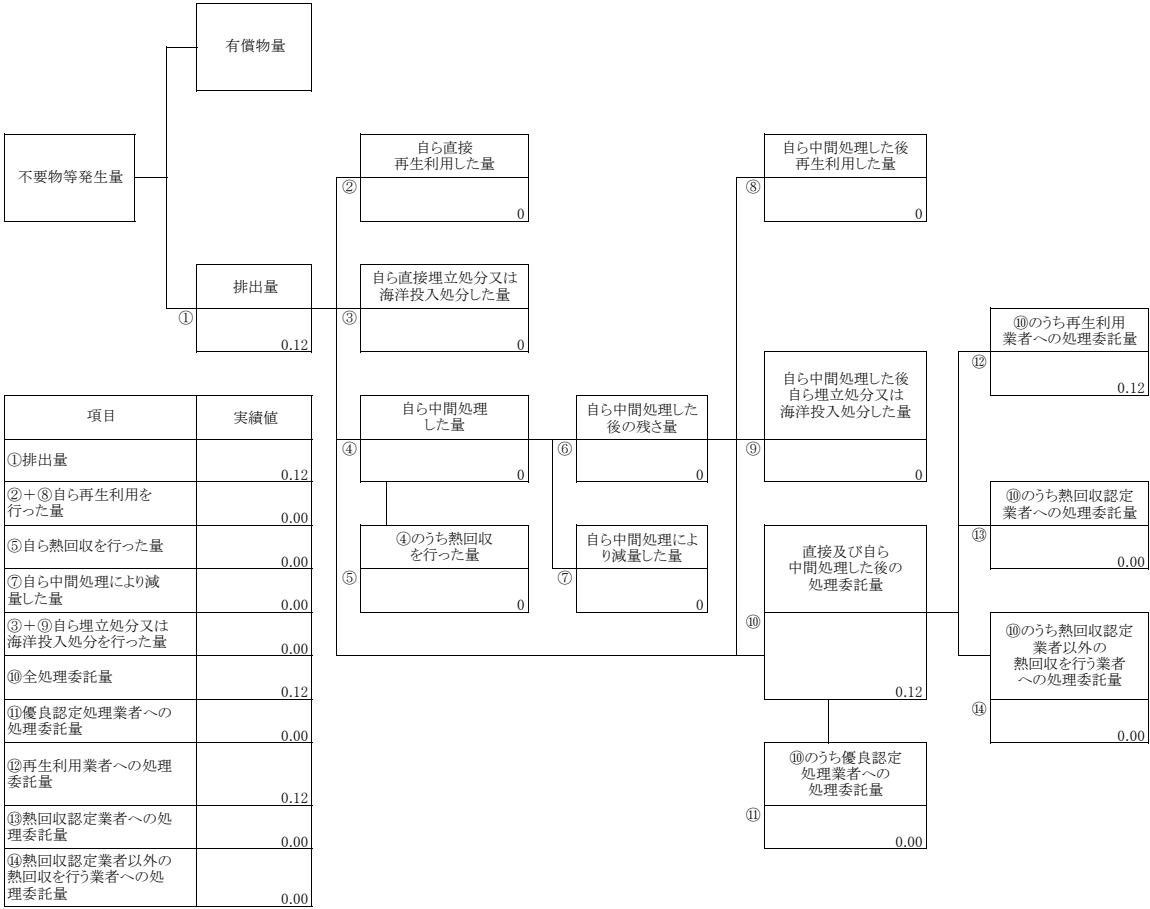 有償物量
不要物等発生量
自ら直接
再生利用した量
②
0
自ら中間処理した後
再生利用した量
⑧
0
排出量
①
0.12
自ら直接埋立処分又は
海洋投入処分した量
③
0
⑩のうち再生利用
業者への処理委託量
⑫
0.12
自ら中間処理した後
自ら埋立処分又は
海洋投入処分した量
⑨
0
自ら中間処理
した量
④
0
自ら中間処理した
後の残さ量
⑥
0
⑩のうち熱回収認定
業者への処理委託量
⑬
0.00
④のうち熱回収
を行った量
⑤
0
自ら中間処理によ
り減量した量
⑦
0
直接及び自ら
中間処理した後の
処理委託量
⑩
0.12
⑩のうち熱回収認定
業者以外の
熱回収を行う業者
への処理委託量
⑭
0.00
⑩のうち優良認定
処理業者への
処理委託量
⑪
0.00
項目 実績値
①排出量
0.12
②＋⑧自ら再生利用を
行った量
0.00
⑤自ら熱回収を行った量
0.00
⑦自ら中間処理により減
量した量
0.00
③＋⑨自ら埋立処分又は
海洋投入処分を行った量
0.00
⑩全処理委託量
0.12
⑪優良認定処理業者への
処理委託量
0.00
⑫再生利用業者への処理
委託量
0.12
⑬熱回収認定業者への処
理委託量
0.00
⑭熱回収認定業者以外の
熱回収を行う業者への処
理委託量
0.00